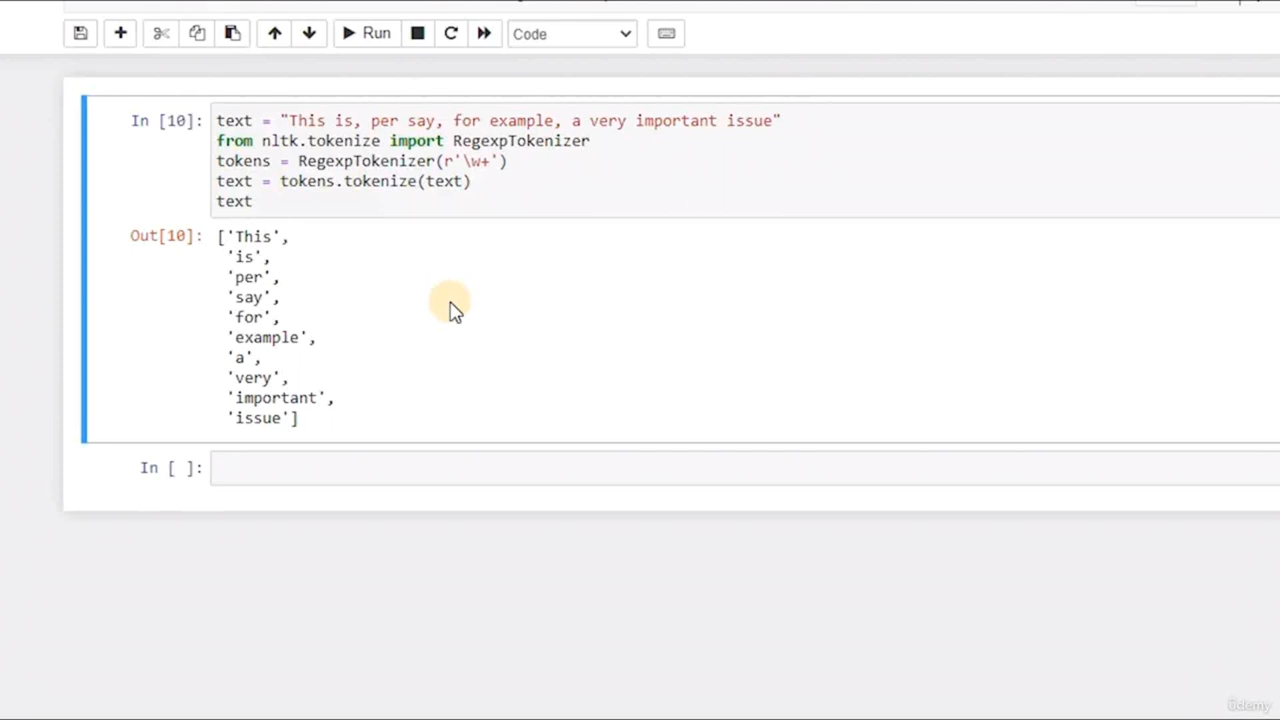 Run
Code
In [10]:
text = "This is, per say, for example, a very important issue"
from nltk.tokenize import RegexpTokenizer
tokens = RegexpTokenizer(r'\w+')
text = tokens.tokenize(text)
text
Out[10]:
['This',
'is',
'per',
'say',
'for',
'example',
'a',
'very',
'important',
'issue']
In [ ]:
ûdemy